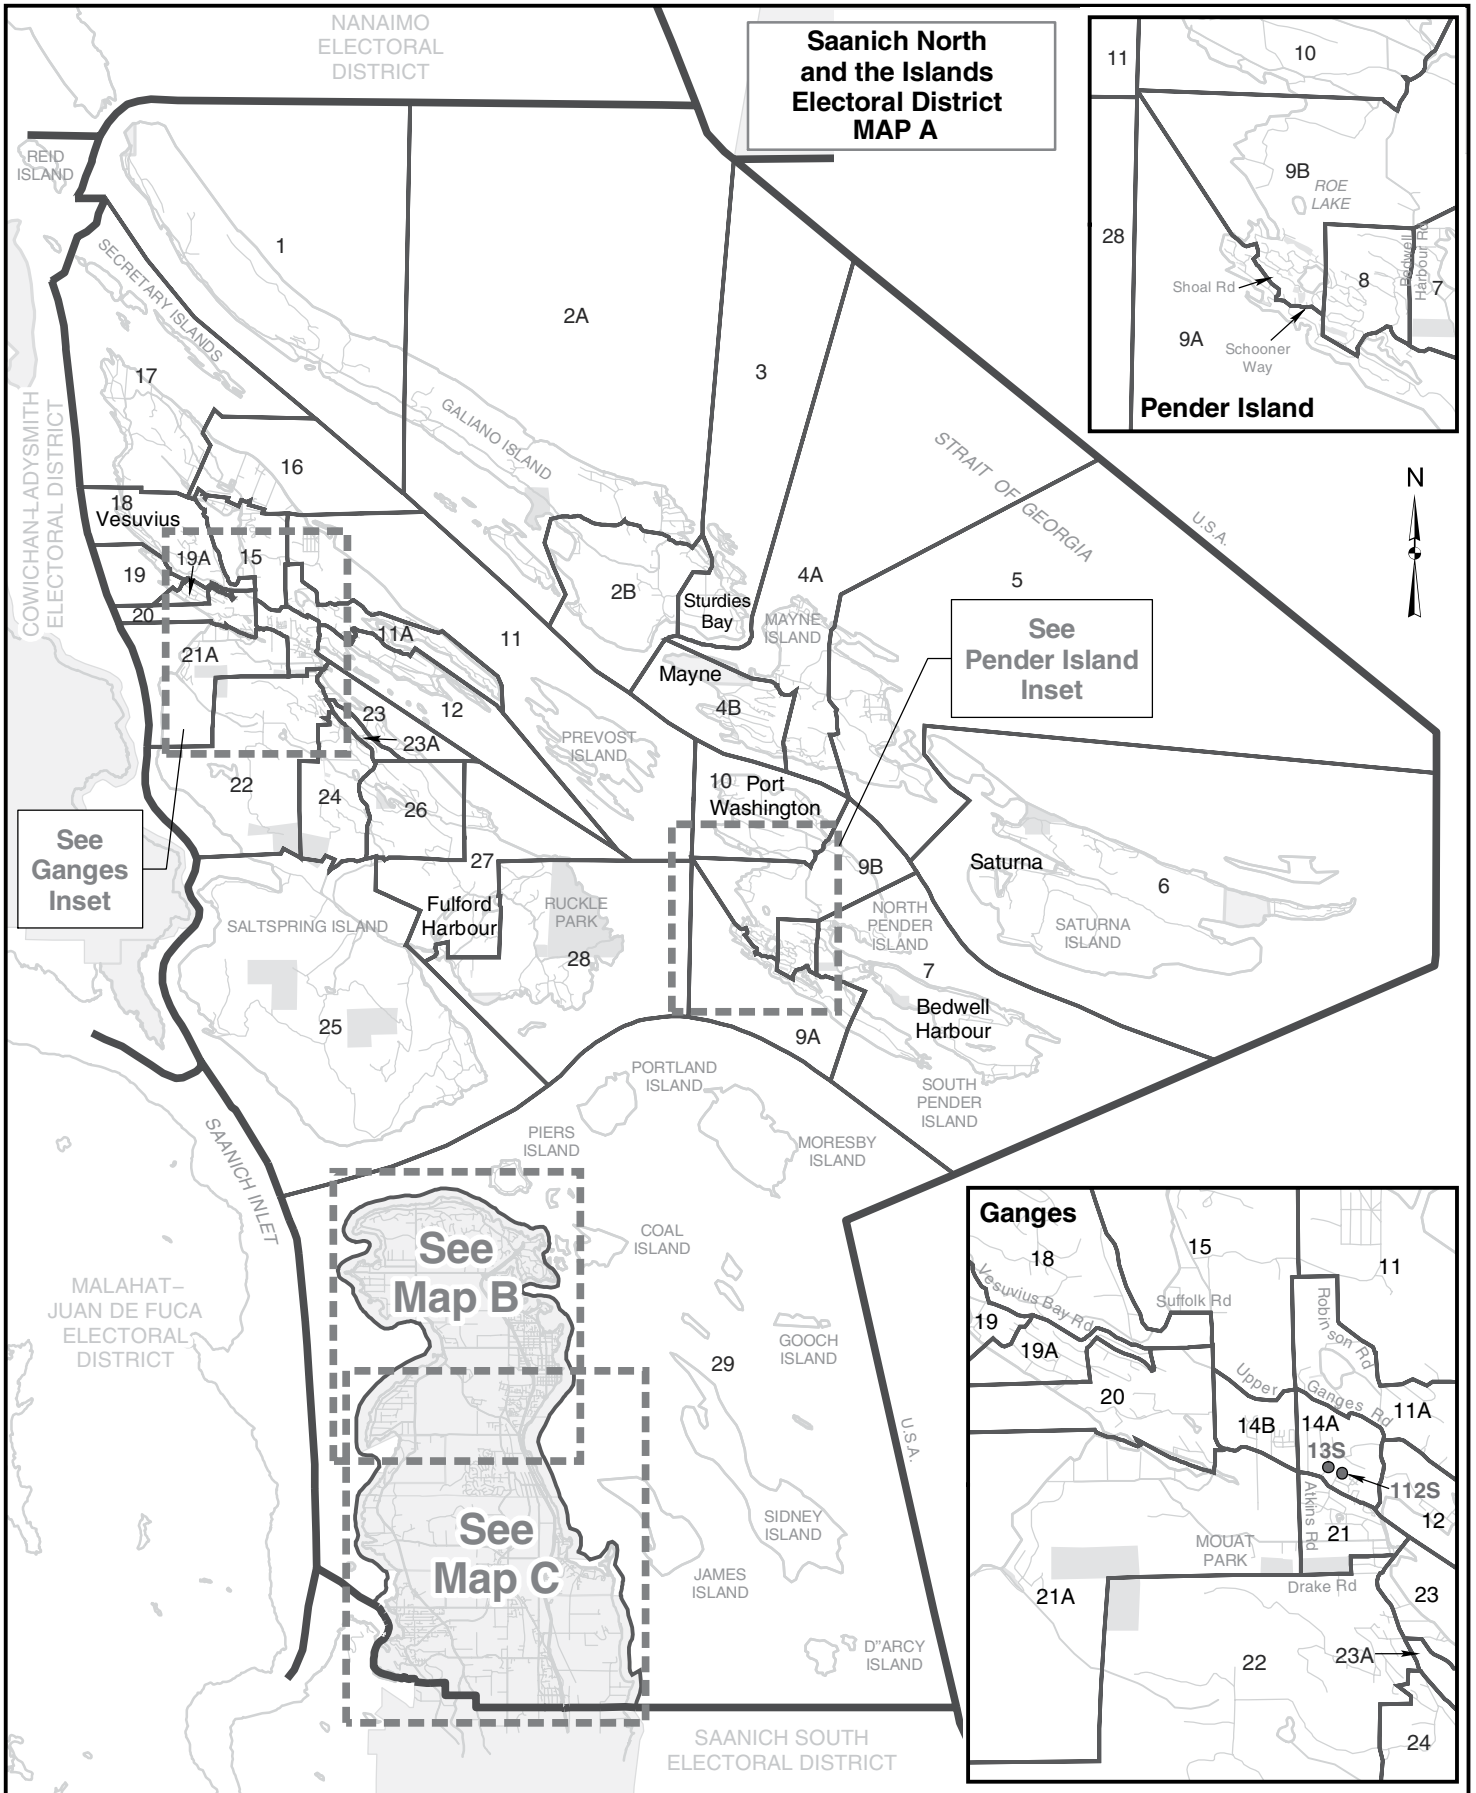 NANAIMO
ELECTORAL
DISTRICT
Saanich North
and the Islands
Electoral District
MAP A
REID
ISLAND
SECRETARY ISLANDS
1
2A
3
17
GALIANO ISLAND
16
STRAIT OF GEORGIA
U.S.A.
N
COWICHAN-LADYSMITH
ELECTORAL DISTRICT
18
Vesuvius
19A
15
19
20
21A
11A
11
2B
Sturdies
Bay
4A
MAYNE
ISLAND
5
See
Pender Island
Inset
Mayne
4B
12
23
23A
PREVOST
ISLAND
22
24
26
10
Port
Washington
See
Ganges
Inset
27
9B
Saturna
6
Fulford
Harbour
RUCKLE
PARK
SALTSPRING ISLAND
NORTH
PENDER
ISLAND
SATURNA
ISLAND
28
7
25
Bedwell
Harbour
9A
PORTLAND
ISLAND
SOUTH
PENDER
ISLAND
SAANICH INLET
PIERS
ISLAND
MORESBY
ISLAND
COAL
ISLAND
See
Map B
MALAHAT–
JUAN DE FUCA
ELECTORAL
DISTRICT
GOOCH
ISLAND
29
U.S.A.
See
Map C
SIDNEY
ISLAND
JAMES
ISLAND
D"ARCY
ISLAND
SAANICH SOUTH
ELECTORAL DISTRICT
11
10
9B
ROE
LAKE
28
Shoal Rd
8
Bedwell
Harbour Rd
7
9A
Schooner
Way
Pender Island
Ganges
18
15
11
Vesuvius Bay Rd
Suffolk Rd
Robinson Rd
19
19A
20
Upper Ganges Rd
11A
14B
14A
13S
112S
Atkins Rd
12
21
MOUAT
PARK
Drake Rd
21A
23
22
23A
24